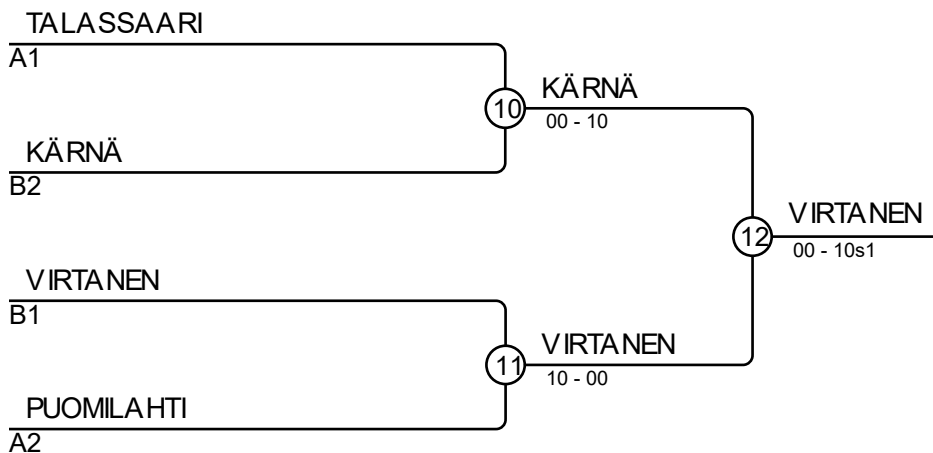 TALASSAARI
A1
10
KÄRNÄ
00 - 10
KÄRNÄ
B2
12
VIRTANEN
00 - 10s1
VIRTANEN
B1
11
VIRTANEN
10 - 00
PUOMILAHTI
A2